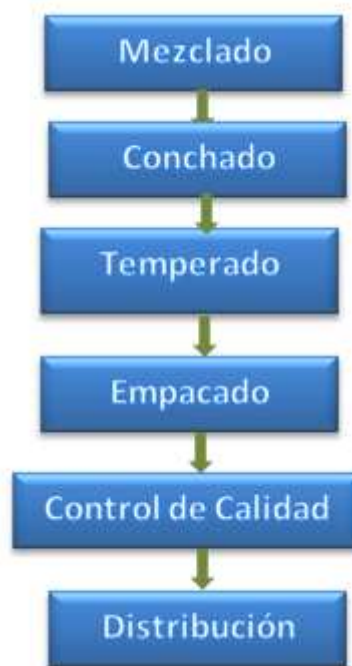 Mezclado
Conchado
Temperado
Empacado
Control de Calidad
Distribución